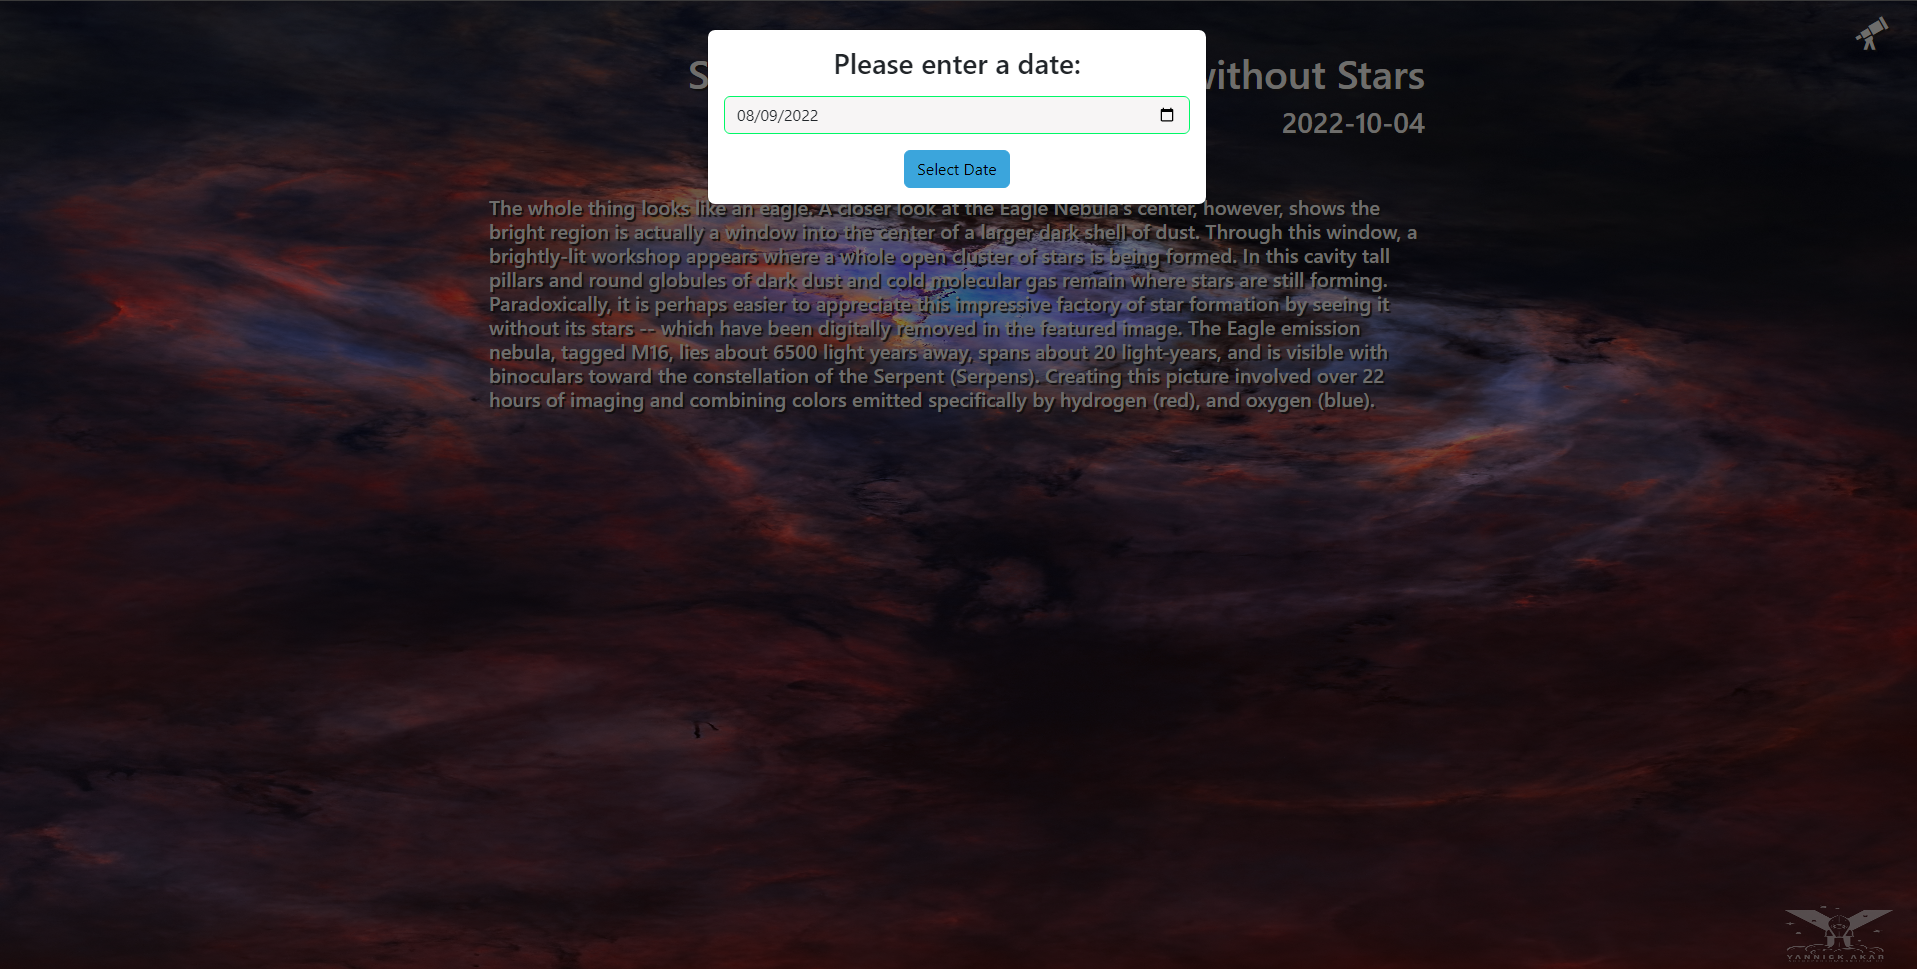 Please enter a date:
S without Stars
08/09/2022
2022-10-04
Select Date
The whole thing looks like an eagle. A closer look at the Eagle Nebula's center, however, shows the
bright region is actually a window into the center of a larger dark shell of dust. Through this window, a
brightly-lit workshop appears where a whole open cluster of stars is being formed. In this cavity tall
pillars and round globules of dark dust and cold molecular gas remain where stars are still forming.
Paradoxically, it is perhaps easier to appreciate this impressive factory of star formation by seeing it
without its stars -- which have been digitally removed in the featured image. The Eagle emission
nebula, tagged M16, lies about 6500 light years away, spans about 20 light-years, and is visible with
binoculars toward the constellation of the Serpent (Serpens). Creating this picture involved over 22
hours of imaging and combining colors emitted specifically by hydrogen (red), and oxygen (blue).
YANNICK AKAR